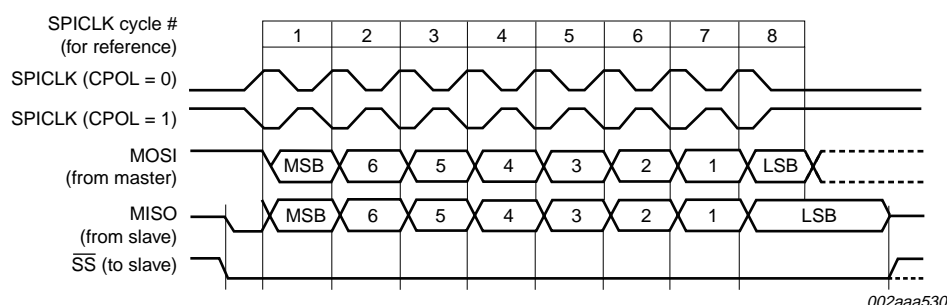 SPICLK cycle #
(for reference)
1 2 3 4 5 6 7 8
SPICLK (CPOL = 0)
SPICLK (CPOL = 1)
MOSI
(from master)
MSB 6 5 4 3 2 1 LSB
MISO
(from slave)
MSB 6 5 4 3 2 1 LSB
SS (to slave)
002aaa530